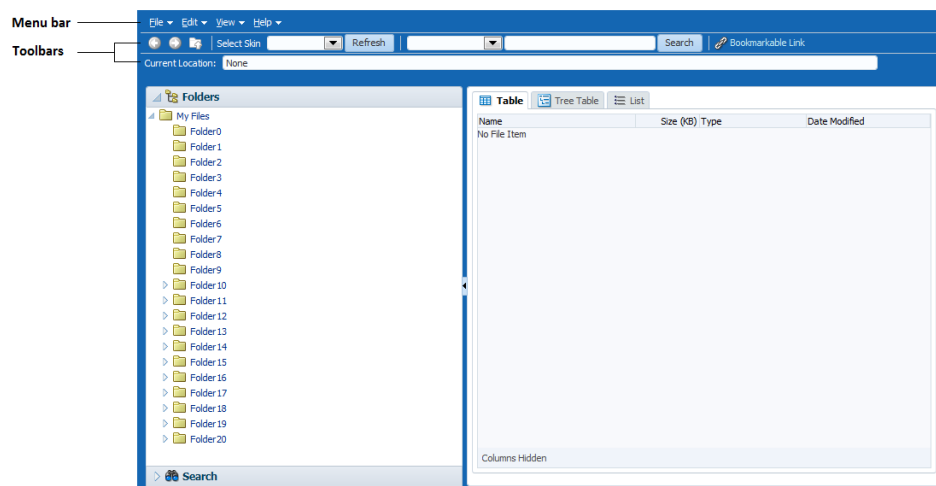 Menu bar
File Edit View Help
Toolbars
Select Skin Refresh Search Bookmarkable Link
Current Location: None
Folders
My Files
Folder0
Folder1
Folder2
Folder3
Folder4
Folder5
Folder6
Folder7
Folder8
Folder9
Folder10
Folder11
Folder12
Folder13
Folder14
Folder15
Folder16
Folder17
Folder18
Folder19
Folder20
Search
Table Tree Table List
Name Size (KB) Type Date Modified
No File Item
Columns Hidden